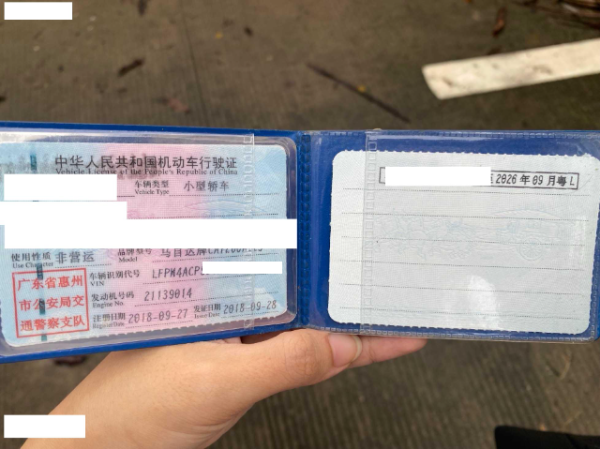 中华人民共和国机动车行驶证
Vehicle License of the People's Republic of China
车辆类型 小型轿车
Vehicle Type
使用性质 非营运 品牌型号 马自达牌
Use Character Model
车辆识别代号 LFPM4ACP
VIN
发动机号码 21139014
Engine No.
注册日期 2018-09-27 发证日期 2018-09-28
Register Date Issue Date
广东省惠州
市公安局交
通警察支队
至2026年09月粤L